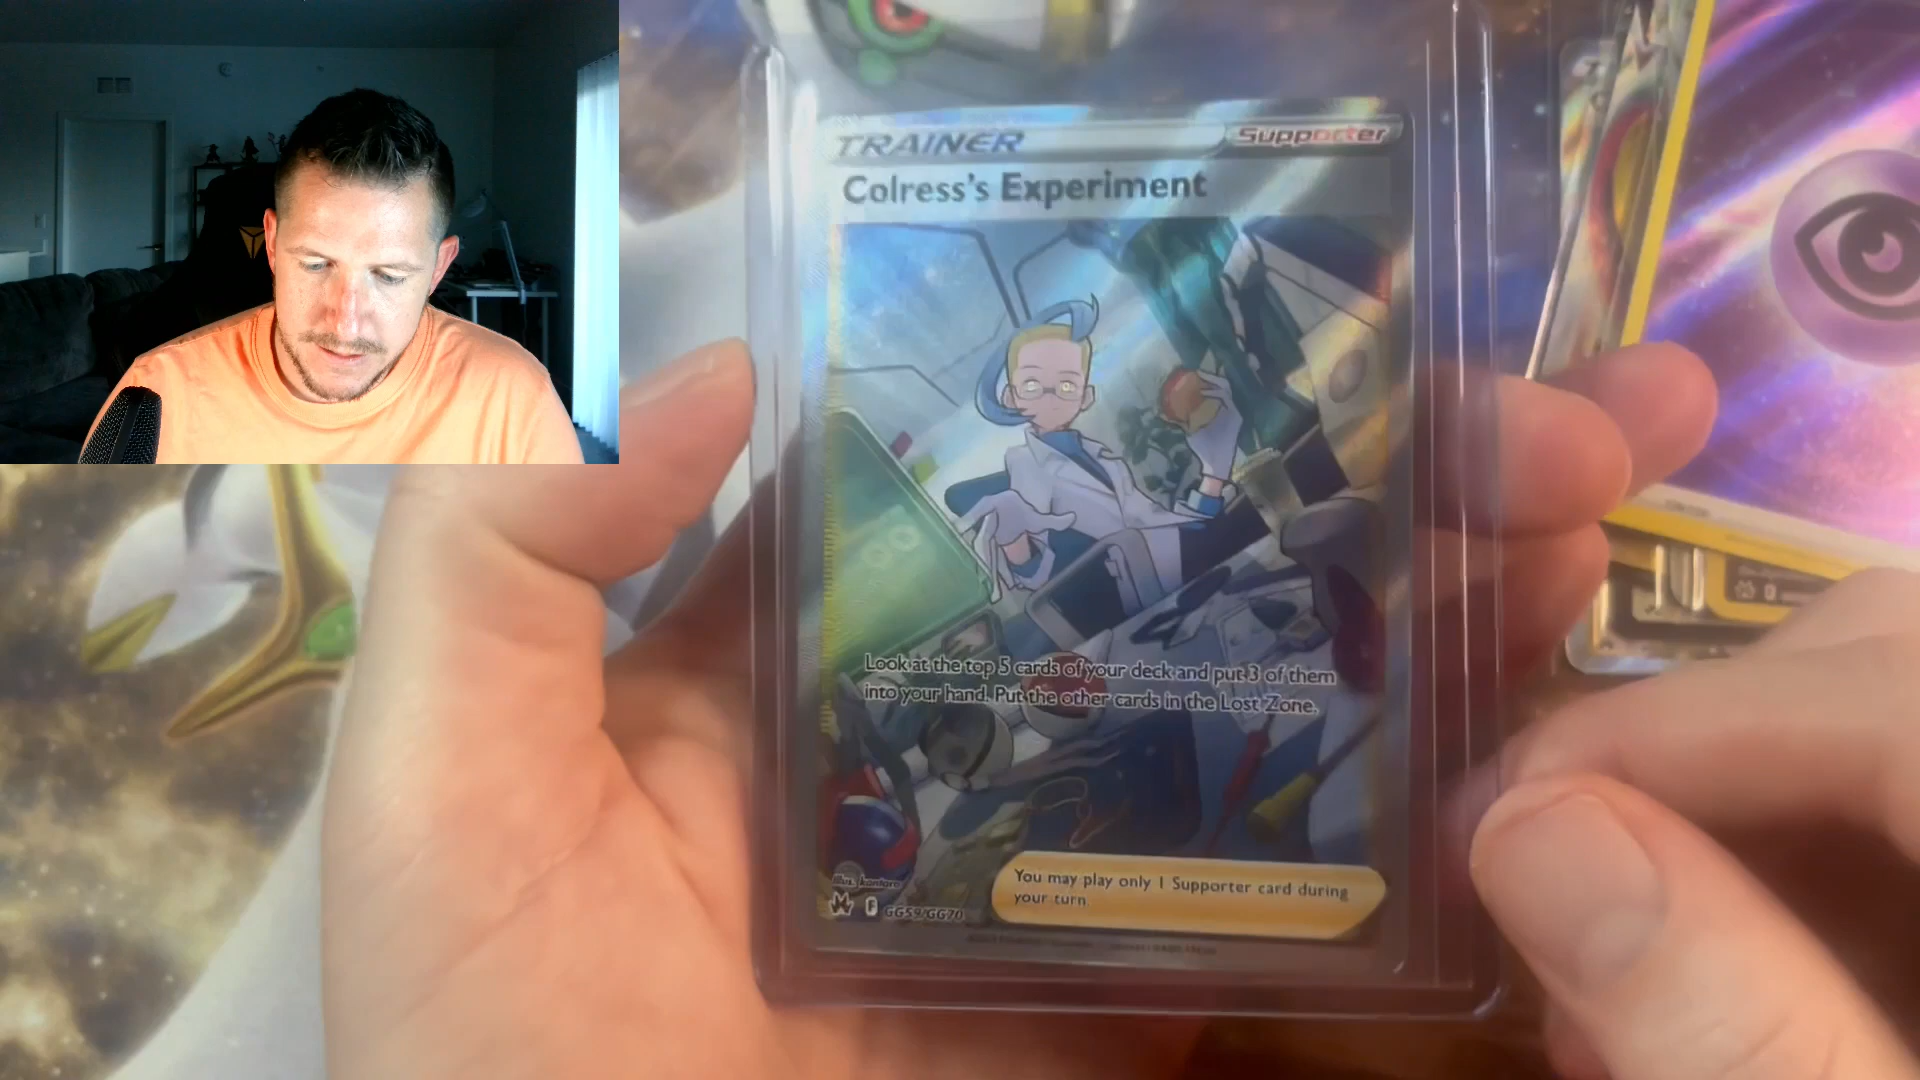 TRAINER
Supporter
Colress's Experiment
Look at the top 5 cards of your deck and put 3 of them
into your hand. Put the other cards in the Lost Zone.
You may play only 1 Supporter card during
your turn.
Illus. kantaro
F GG59/GG70